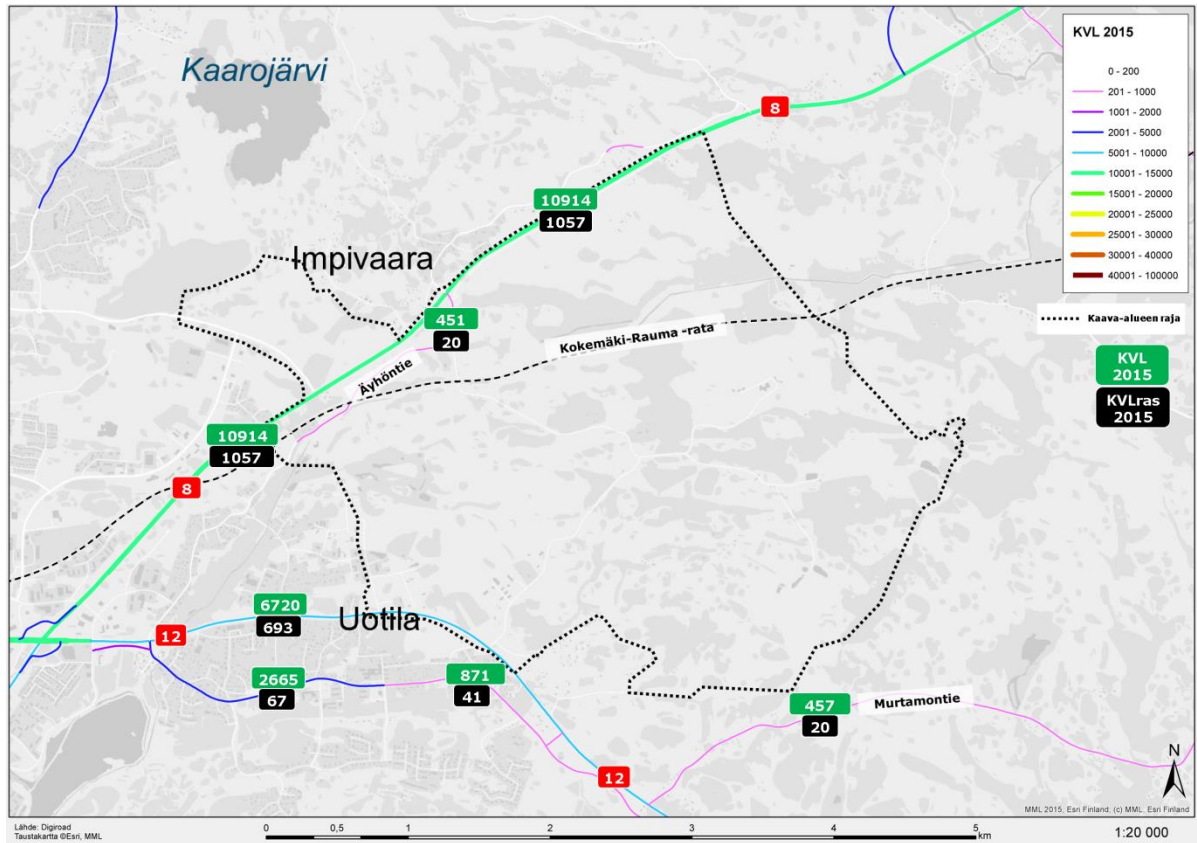 KVL 2015
0 - 200
201 - 1000
1001 - 2000
2001 - 5000
5001 - 10000
10001 - 15000
15001 - 20000
20001 - 25000
25001 - 30000
30001 - 40000
40001 - 100000
Kaava-alueen raja
KVL
2015
KVLras
2015
Kaarojärvi
8
10914
1057
Impivaara
451
20
Kokemäki-Rauma -rata
Äyhöntie
10914
1057
8
6720
693
Uotila
12
2665
67
871
41
457
20
Murtamontie
12
N
MML 2015, Esri Finland; (c) MML, Esri Finland
Lähde: Digiroad
Taustakartta ©Esri, MML
0 0,5 1 2 3 4 5
km
1:20 000